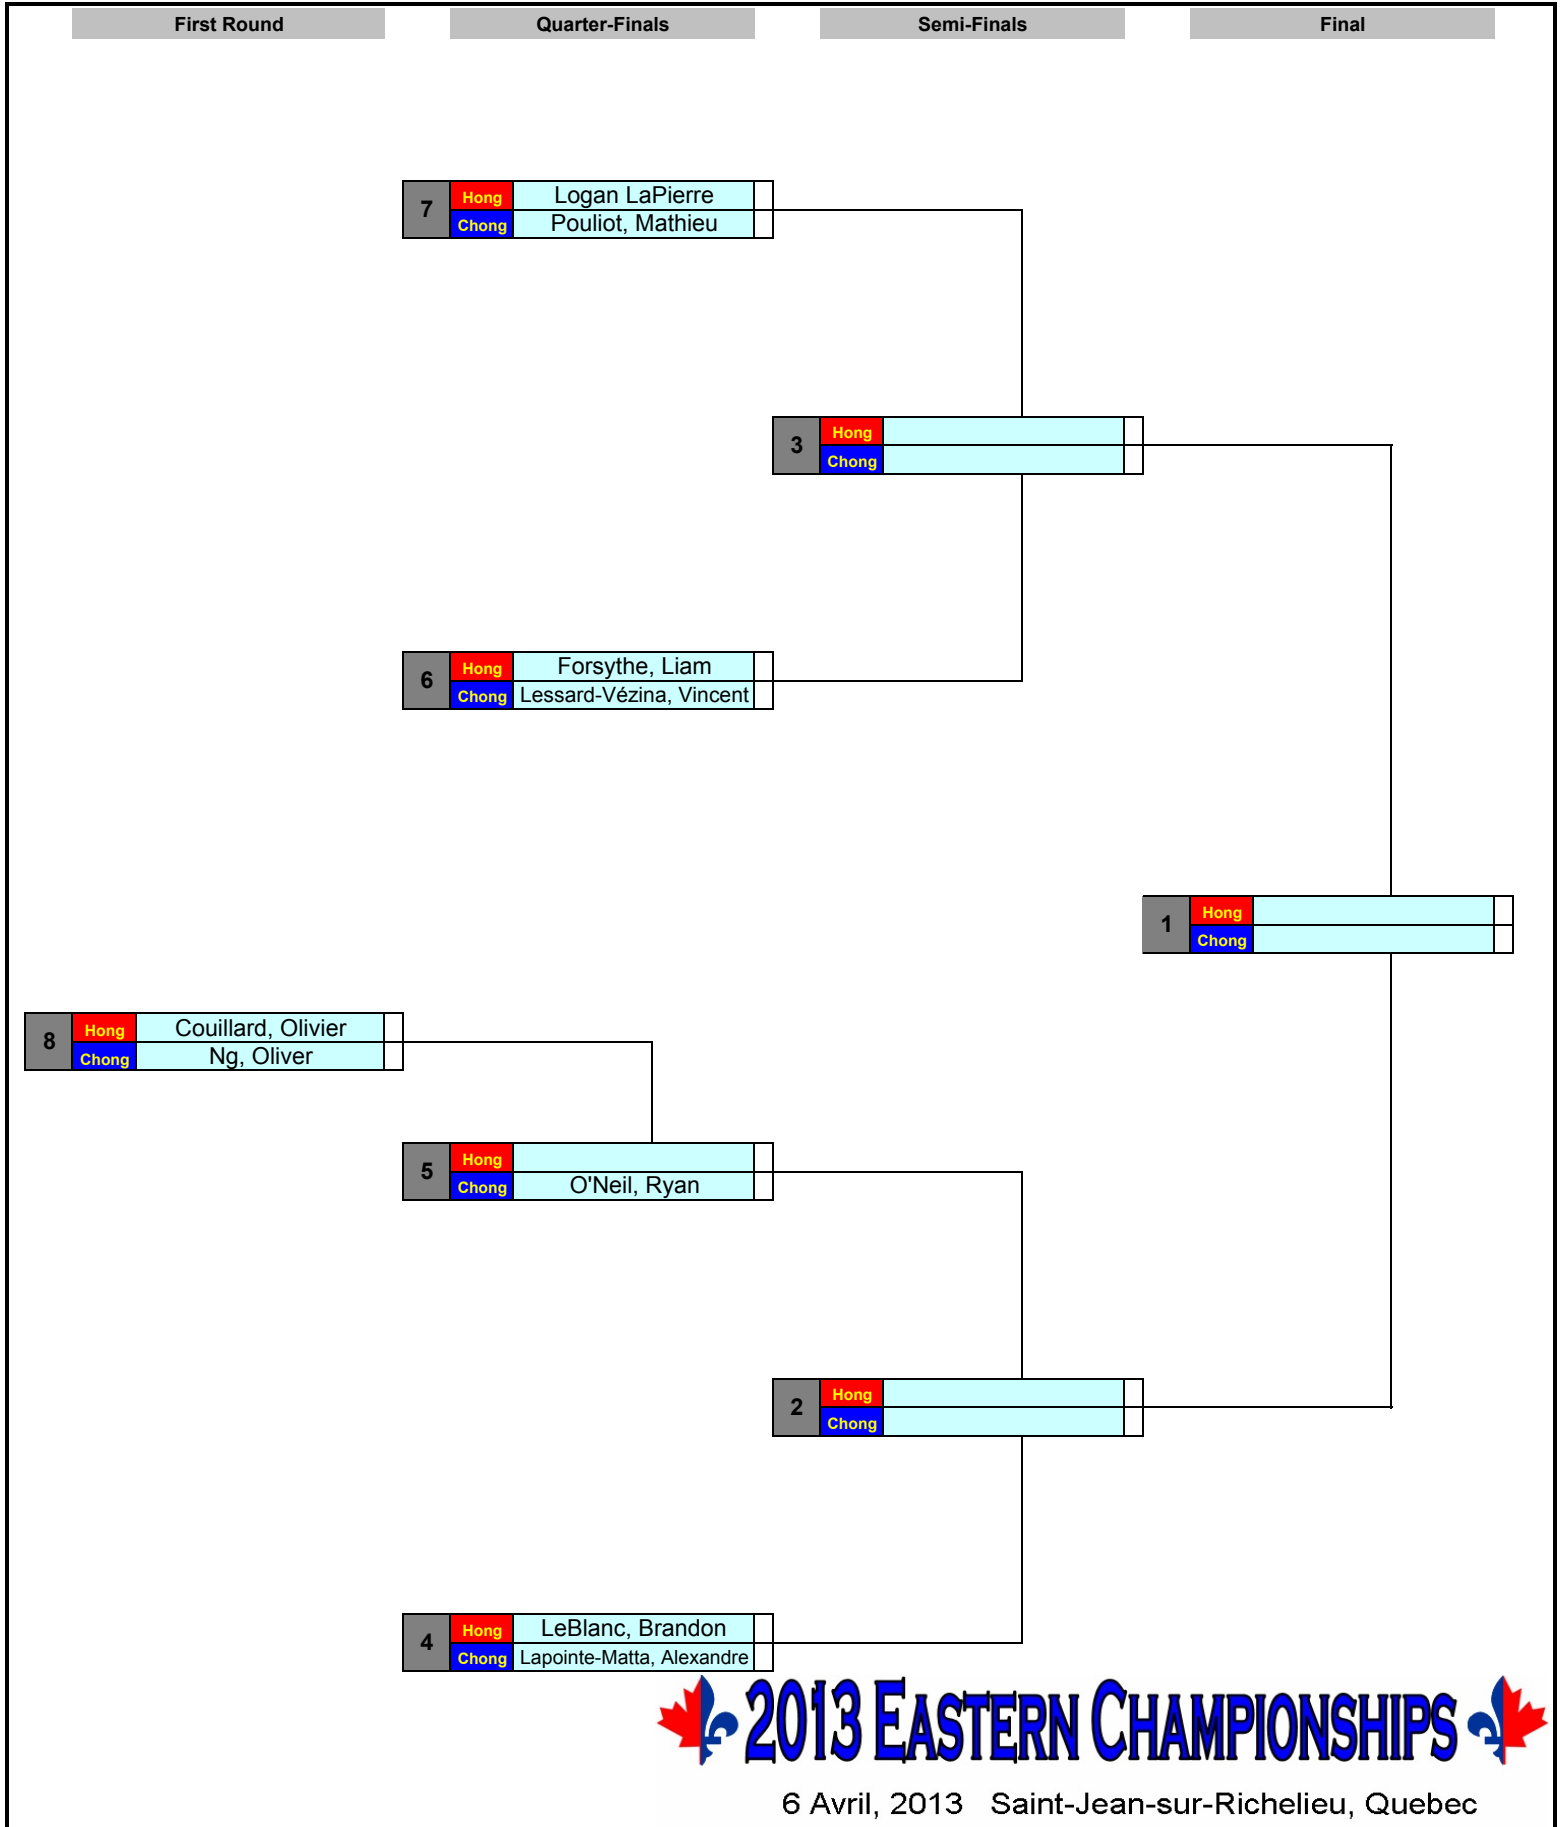 First Round Quarter-Finals Semi-Finals Final
7 Hong Logan LaPierre
Chong Pouliot, Mathieu
3 Hong
Chong
6 Hong Forsythe, Liam
Chong Lessard-Vézina, Vincent
1 Hong
Chong
8 Hong Couillard, Olivier
Chong Ng, Oliver
5 Hong
Chong O'Neil, Ryan
2 Hong
Chong
4 Hong LeBlanc, Brandon
Chong Lapointe-Matta, Alexandre
2013 EASTERN CHAMPIONSHIPS
6 Avril, 2013 Saint-Jean-sur-Richelieu, Quebec